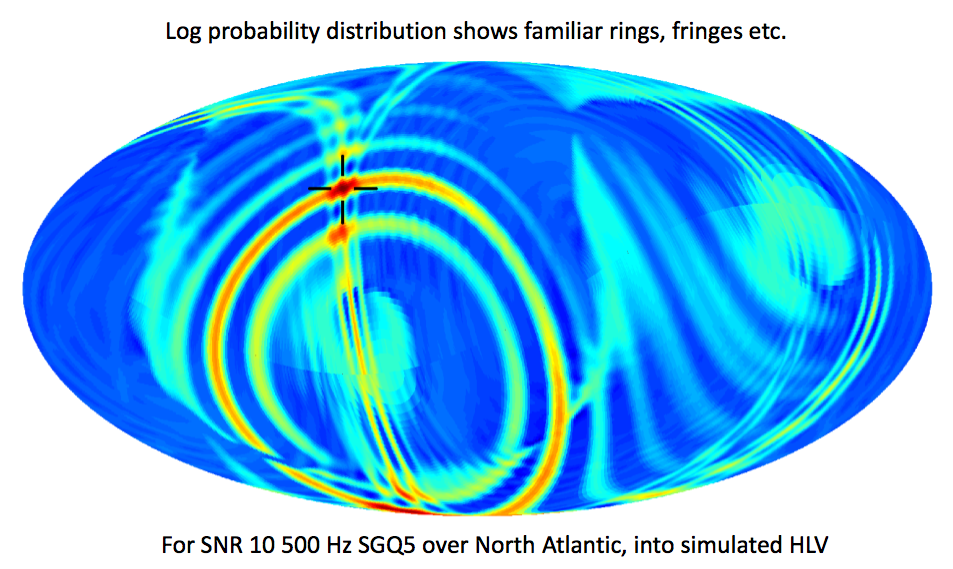 Log probability distribution shows familiar rings, fringes etc.
For SNR 10 500 Hz SGQ5 over North Atlantic, into simulated HLV